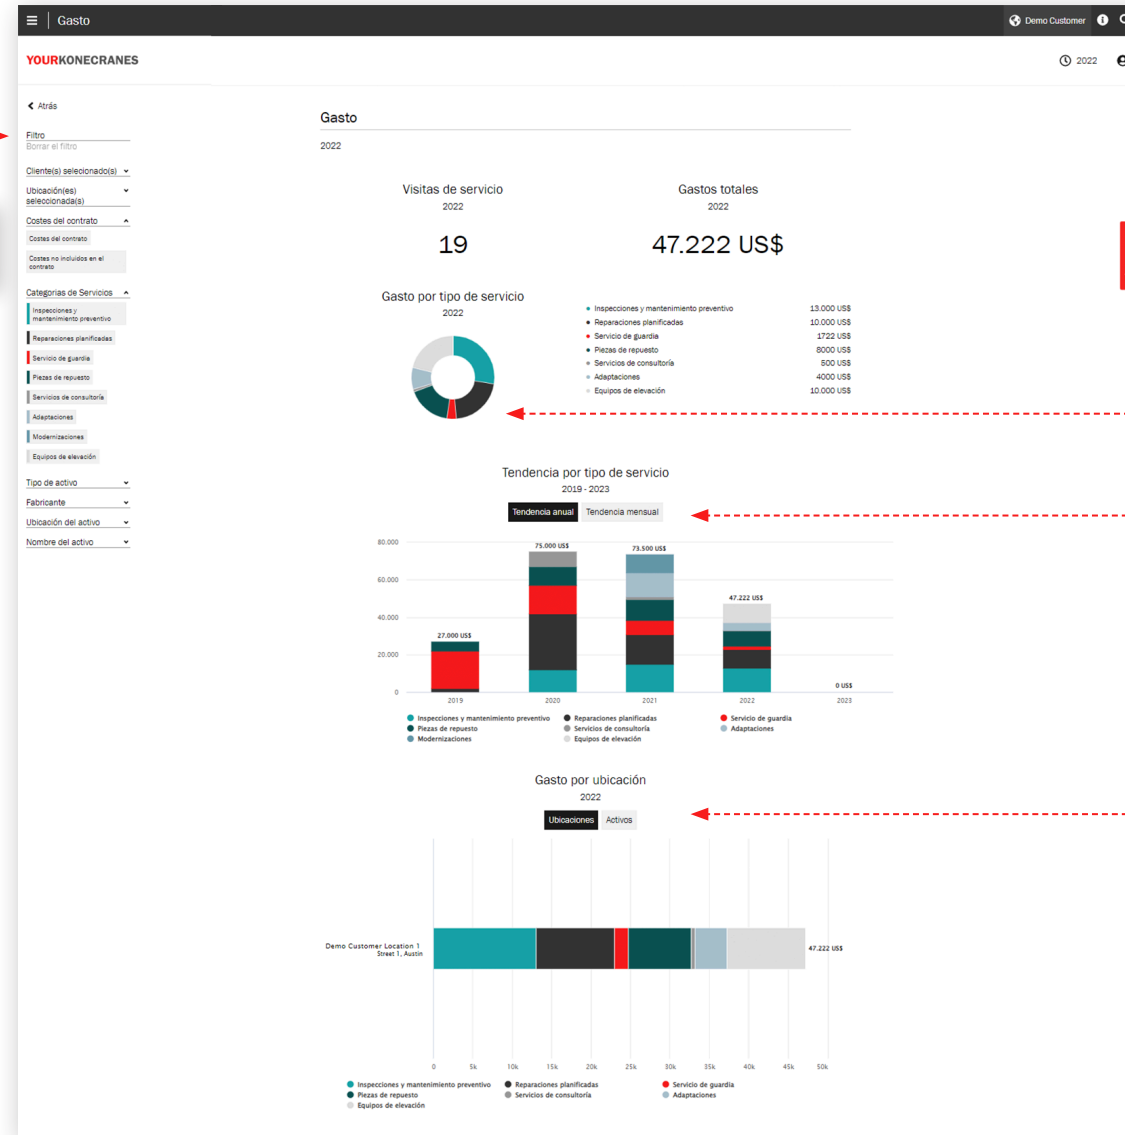 Gasto
Demo Customer
YOURKONECRANES
2022
Atrás
Filtro
Borrar el filtro
Cliente(s) selecionado(s)
Ubicación(es)
seleccionada(s)
Costes del contrato
Costes del contrato
Costes no incluidos en el
contrato
Categorias de Servicios
Inspecciones y
mantenimiento preventivo
Reparaciones planificadas
Servicio de guardia
Piezas de repuesto
Servicios de consultoría
Adaptaciones
Modernizaciones
Equipos de elevación
Tipo de activo
Fabricante
Ubicación del activo
Nombre del activo
Gasto
2022
Visitas de servicio
2022
19
Gastos totales
2022
47.222 US$
Gasto por tipo de servicio
2022
Inspecciones y mantenimiento preventivo 13.000 US$
Reparaciones planificadas 10.000 US$
Servicio de guardia 1722 US$
Piezas de repuesto 8000 US$
Servicios de consultoría 500 US$
Adaptaciones 4000 US$
Equipos de elevación 10.000 US$
Tendencia por tipo de servicio
2019 - 2023
Tendencia anual Tendencia mensual
80.000
60.000
40.000
20.000
0
27.000 US$
75.000 US$
73.500 US$
47.222 US$
0 US$
2019 2020 2021 2022 2023
Inspecciones y mantenimiento preventivo Reparaciones planificadas Servicio de guardia
Piezas de repuesto Servicios de consultoría Adaptaciones
Modernizaciones Equipos de elevación
Gasto por ubicación
2022
Ubicaciones Activos
Demo Customer Location 1
Street 1, Austin
47.222 US$
0 5k 10k 15k 20k 25k 30k 35k 40k 45k 50k
Inspecciones y mantenimiento preventivo Reparaciones planificadas Servicio de guardia
Piezas de repuesto Servicios de consultoría Adaptaciones
Equipos de elevación